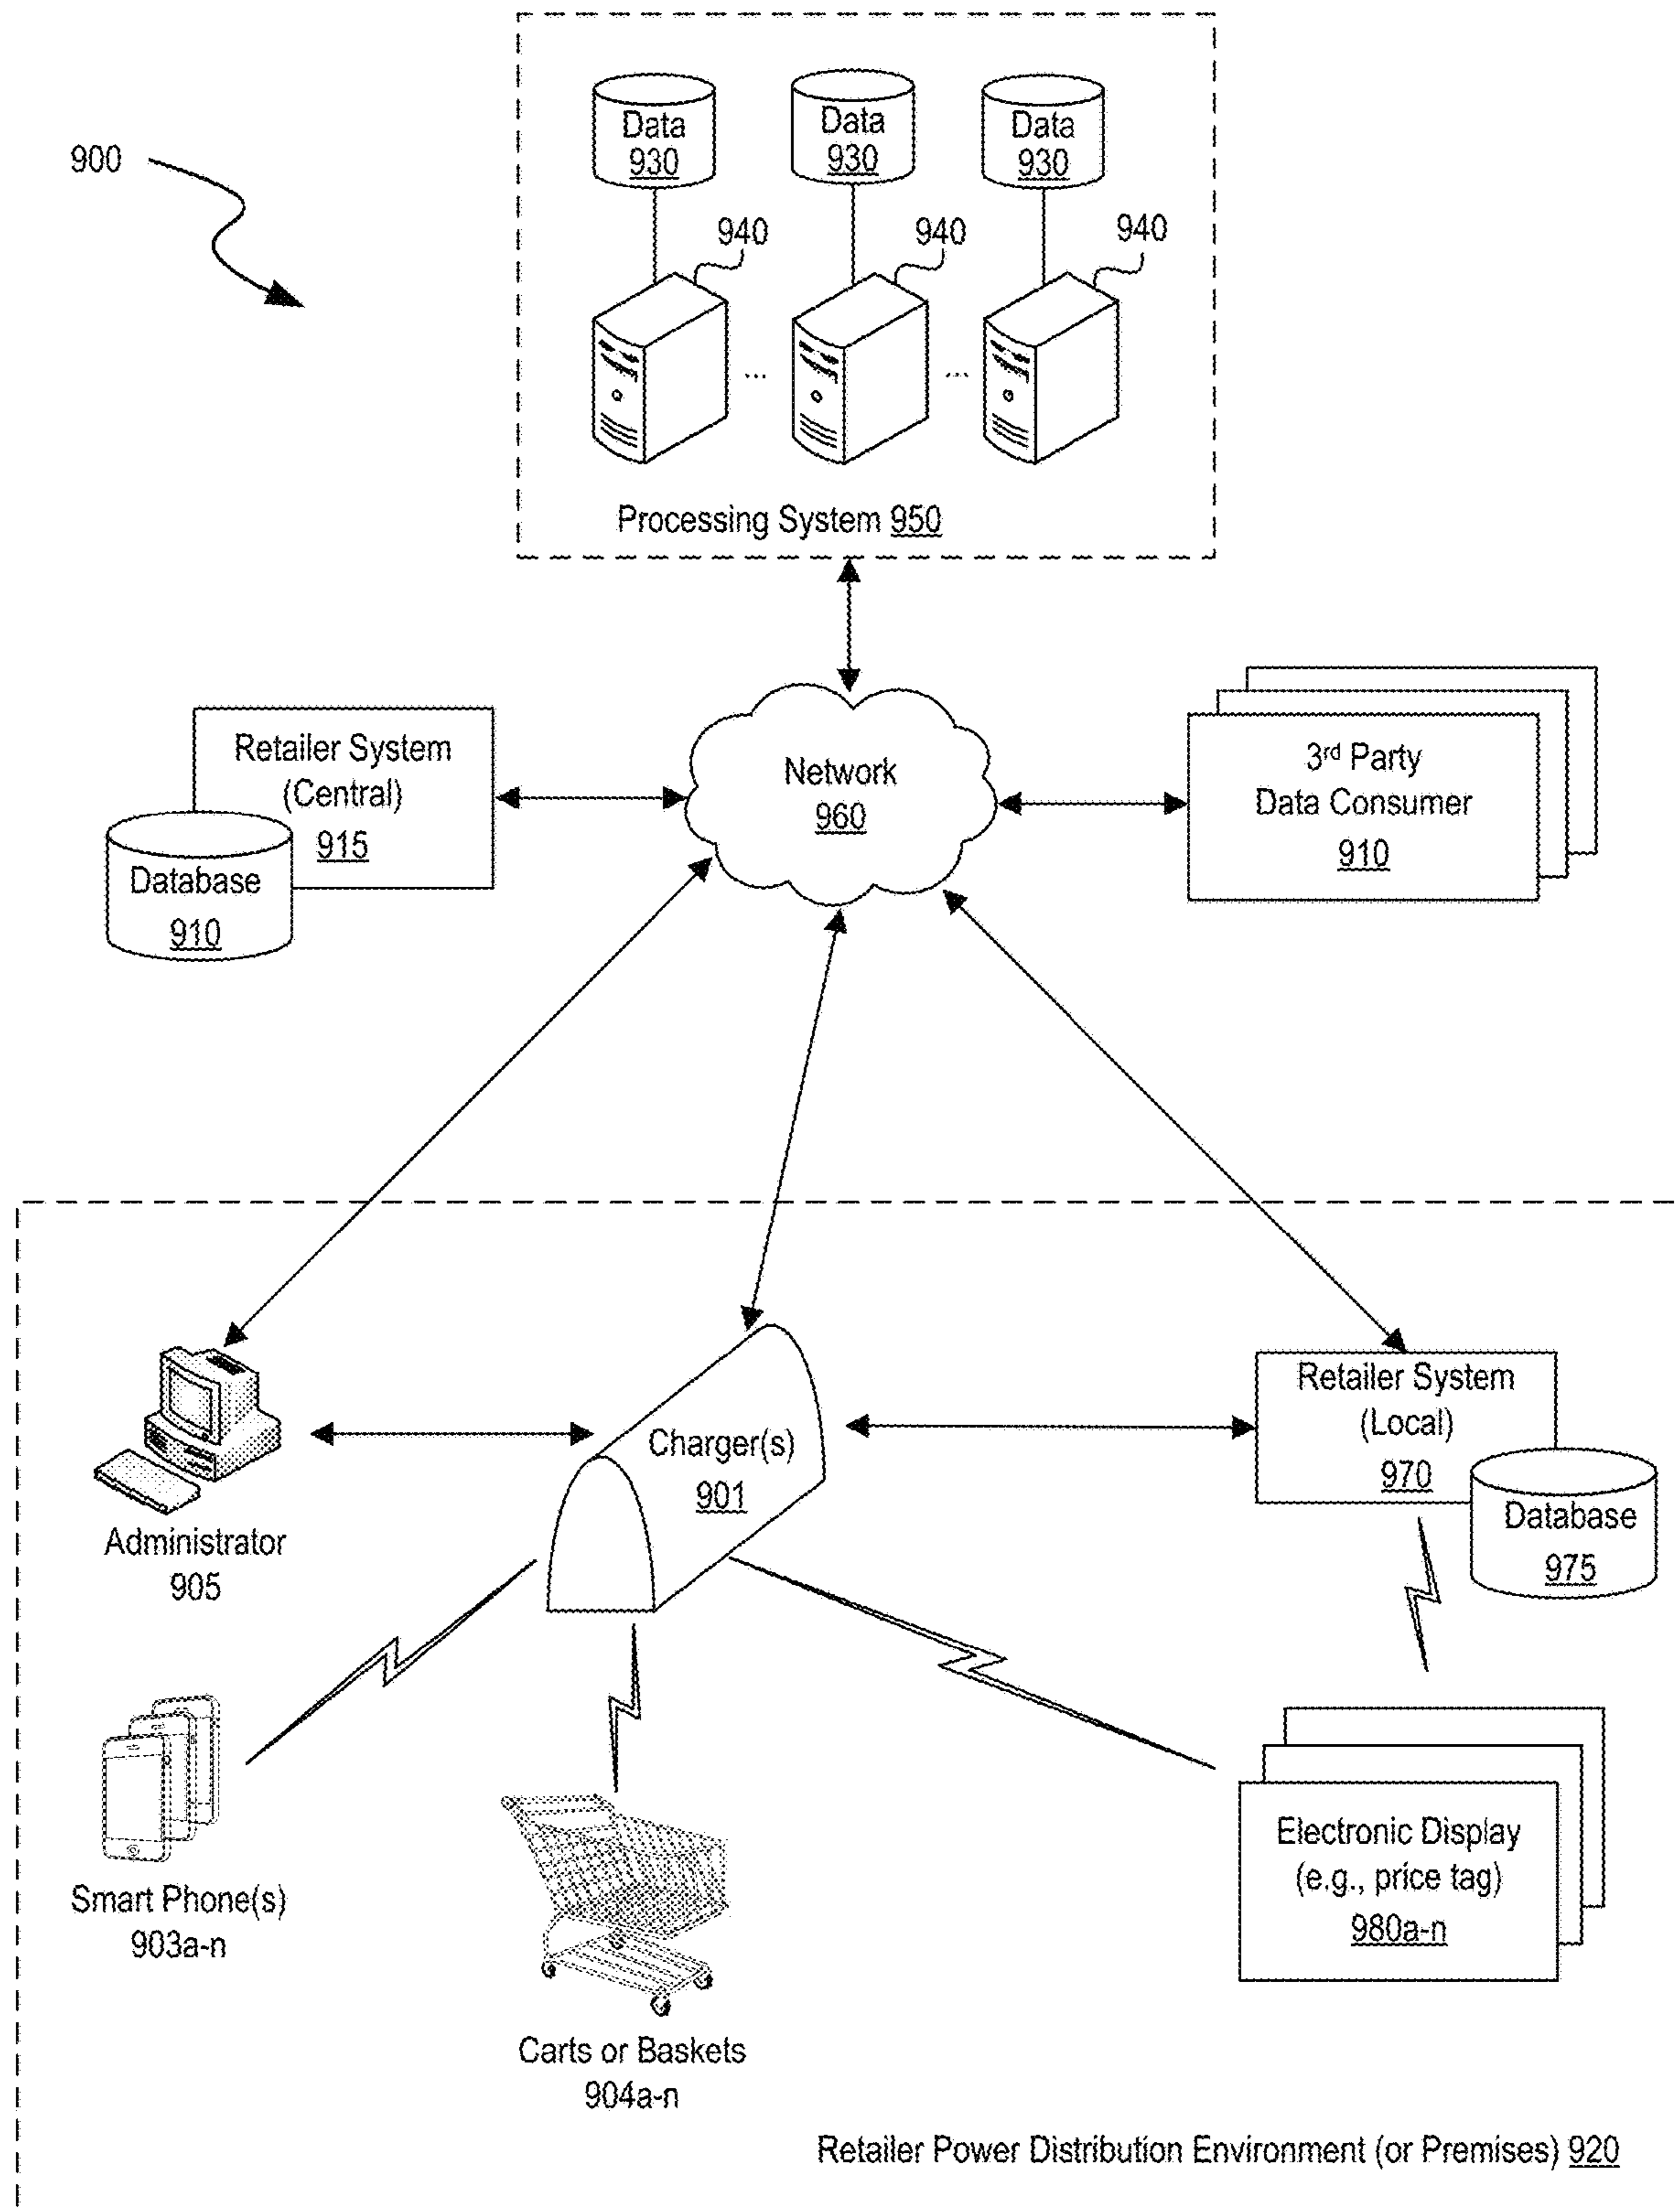 Data
930
Data
930
Data
930
900
940
940
940
...
...
Processing System 950
Retailer System
(Central)
915
Database
910
Network
960
3rd Party
Data Consumer
910
Retailer System
(Local)
970
Database
975
Charger(s)
901
Administrator
905
Smart Phone(s)
903a-n
Carts or Baskets
904a-n
Electronic Display
(e.g., price tag)
980a-n
Retailer Power Distribution Environment (or Premises) 920